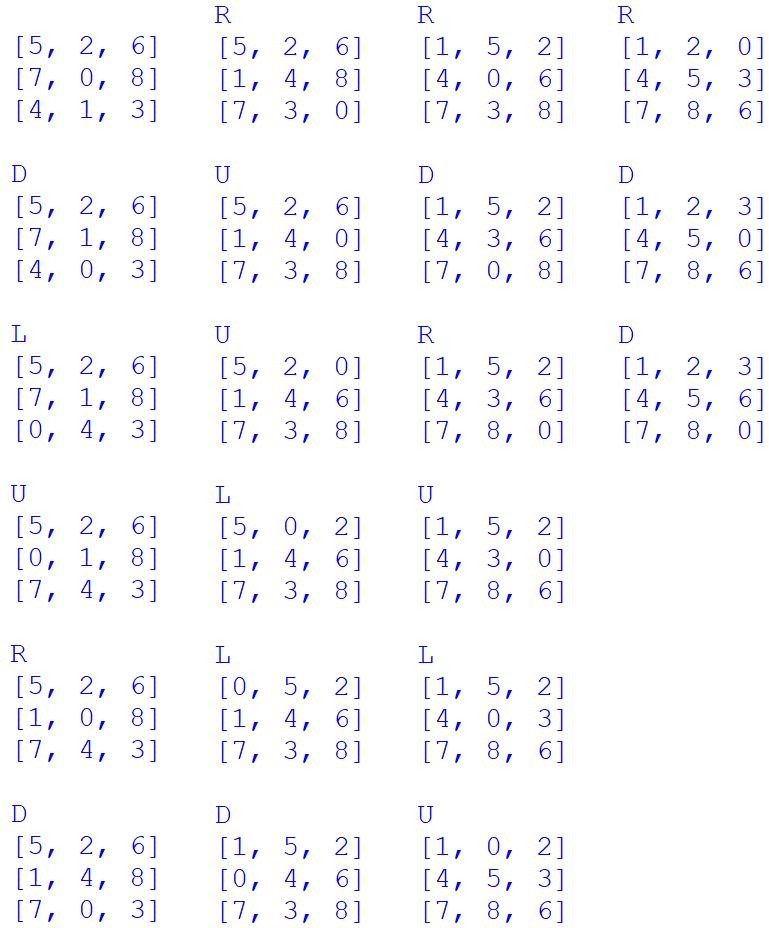 [5, 2, 6]
[7, 0, 8]
[4, 1, 3]
D
[5, 2, 6]
[7, 1, 8]
[4, 0, 3]
L
[5, 2, 6]
[7, 1, 8]
[0, 4, 3]
U
[5, 2, 6]
[0, 1, 8]
[7, 4, 3]
R
[5, 2, 6]
[1, 0, 8]
[7, 4, 3]
D
[5, 2, 6]
[1, 4, 8]
[7, 0, 3]
R
[5, 2, 6]
[1, 4, 8]
[7, 3, 0]
U
[5, 2, 6]
[1, 4, 0]
[7, 3, 8]
U
[5, 2, 0]
[1, 4, 6]
[7, 3, 8]
L
[5, 0, 2]
[1, 4, 6]
[7, 3, 8]
L
[0, 5, 2]
[1, 4, 6]
[7, 3, 8]
D
[1, 5, 2]
[0, 4, 6]
[7, 3, 8]
R
[1, 5, 2]
[4, 0, 6]
[7, 3, 8]
D
[1, 5, 2]
[4, 3, 6]
[7, 0, 8]
R
[1, 5, 2]
[4, 3, 6]
[7, 8, 0]
U
[1, 5, 2]
[4, 3, 0]
[7, 8, 6]
L
[1, 5, 2]
[4, 0, 3]
[7, 8, 6]
U
[1, 0, 2]
[4, 5, 3]
[7, 8, 6]
R
[1, 2, 0]
[4, 5, 3]
[7, 8, 6]
D
[1, 2, 3]
[4, 5, 0]
[7, 8, 6]
D
[1, 2, 3]
[4, 5, 6]
[7, 8, 0]